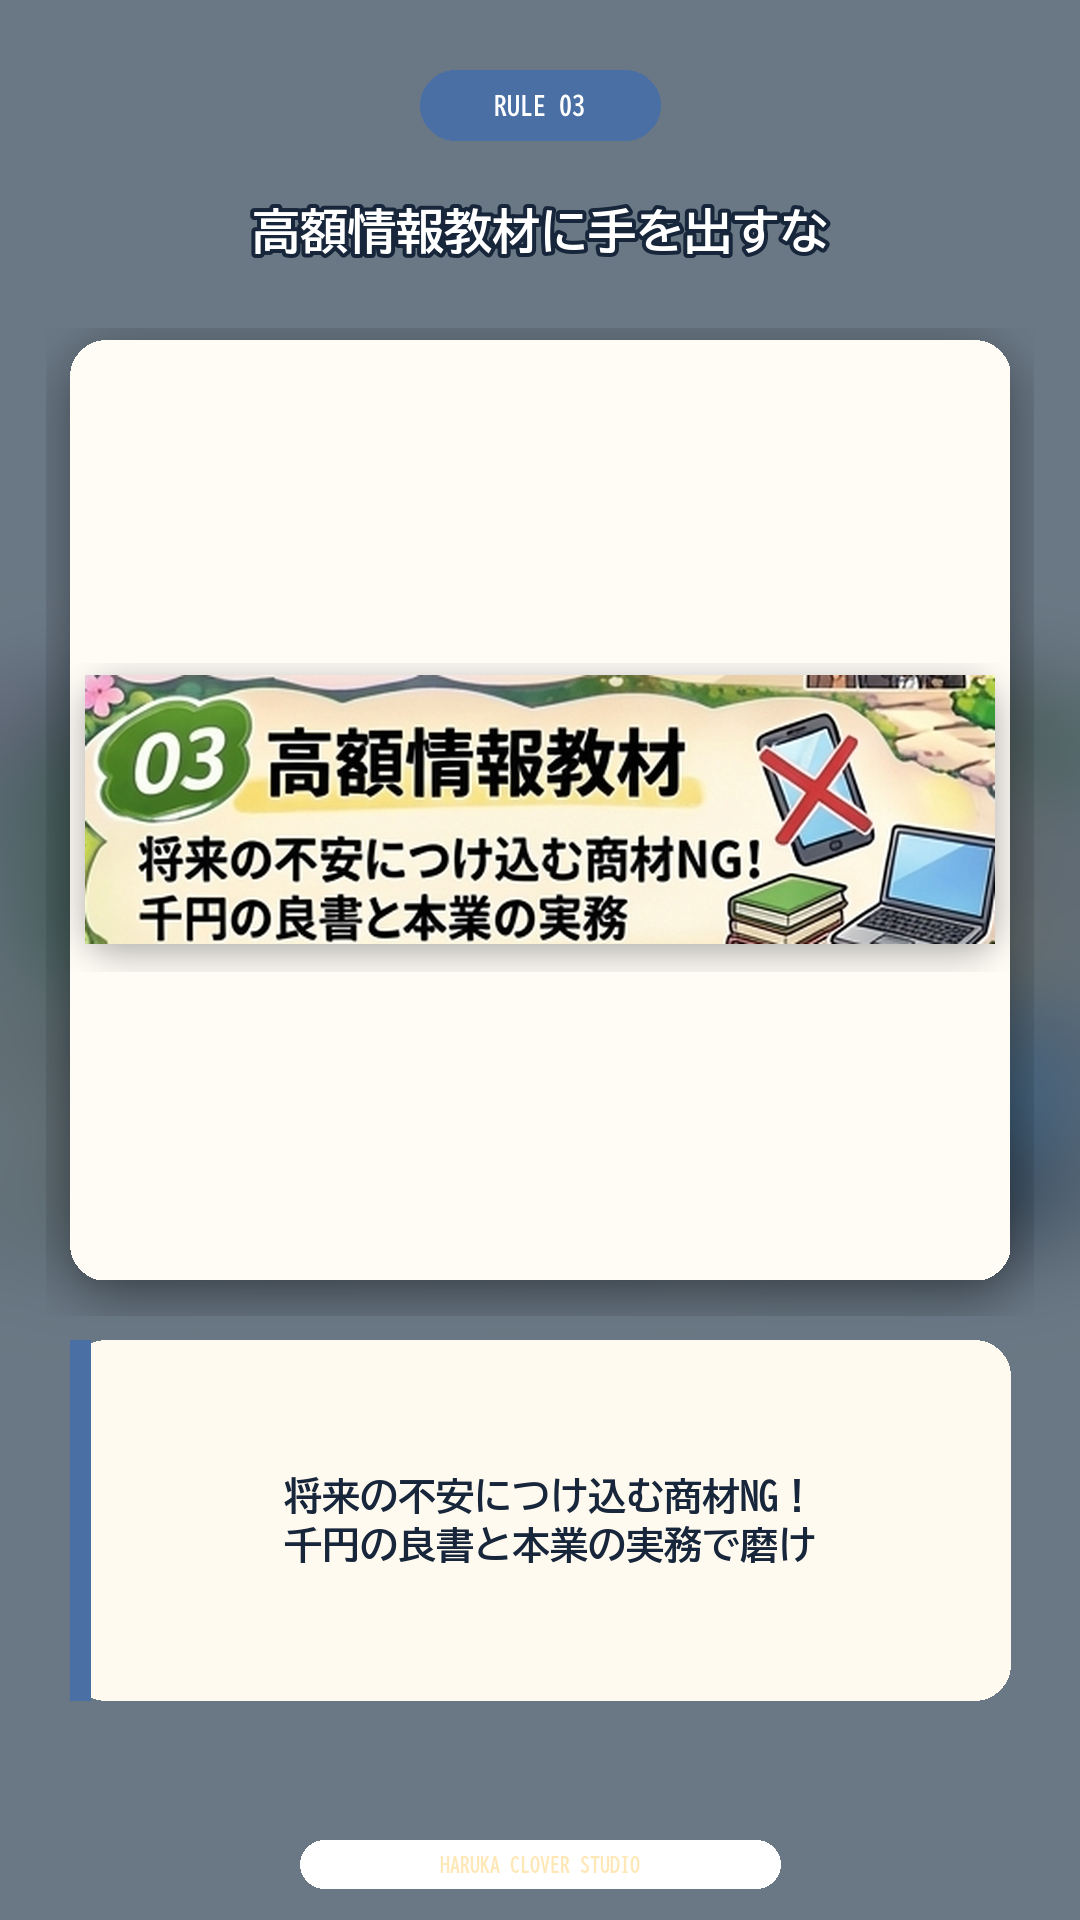 RULE 03
高額情報教材に手を出すな
03 高額情報教材
将来の不安につけ込む商材NG!
千円の良書と本業の実務
将来の不安につけ込む商材NG！
千円の良書と本業の実務で磨け
HARUKA CLOVER STUDIO